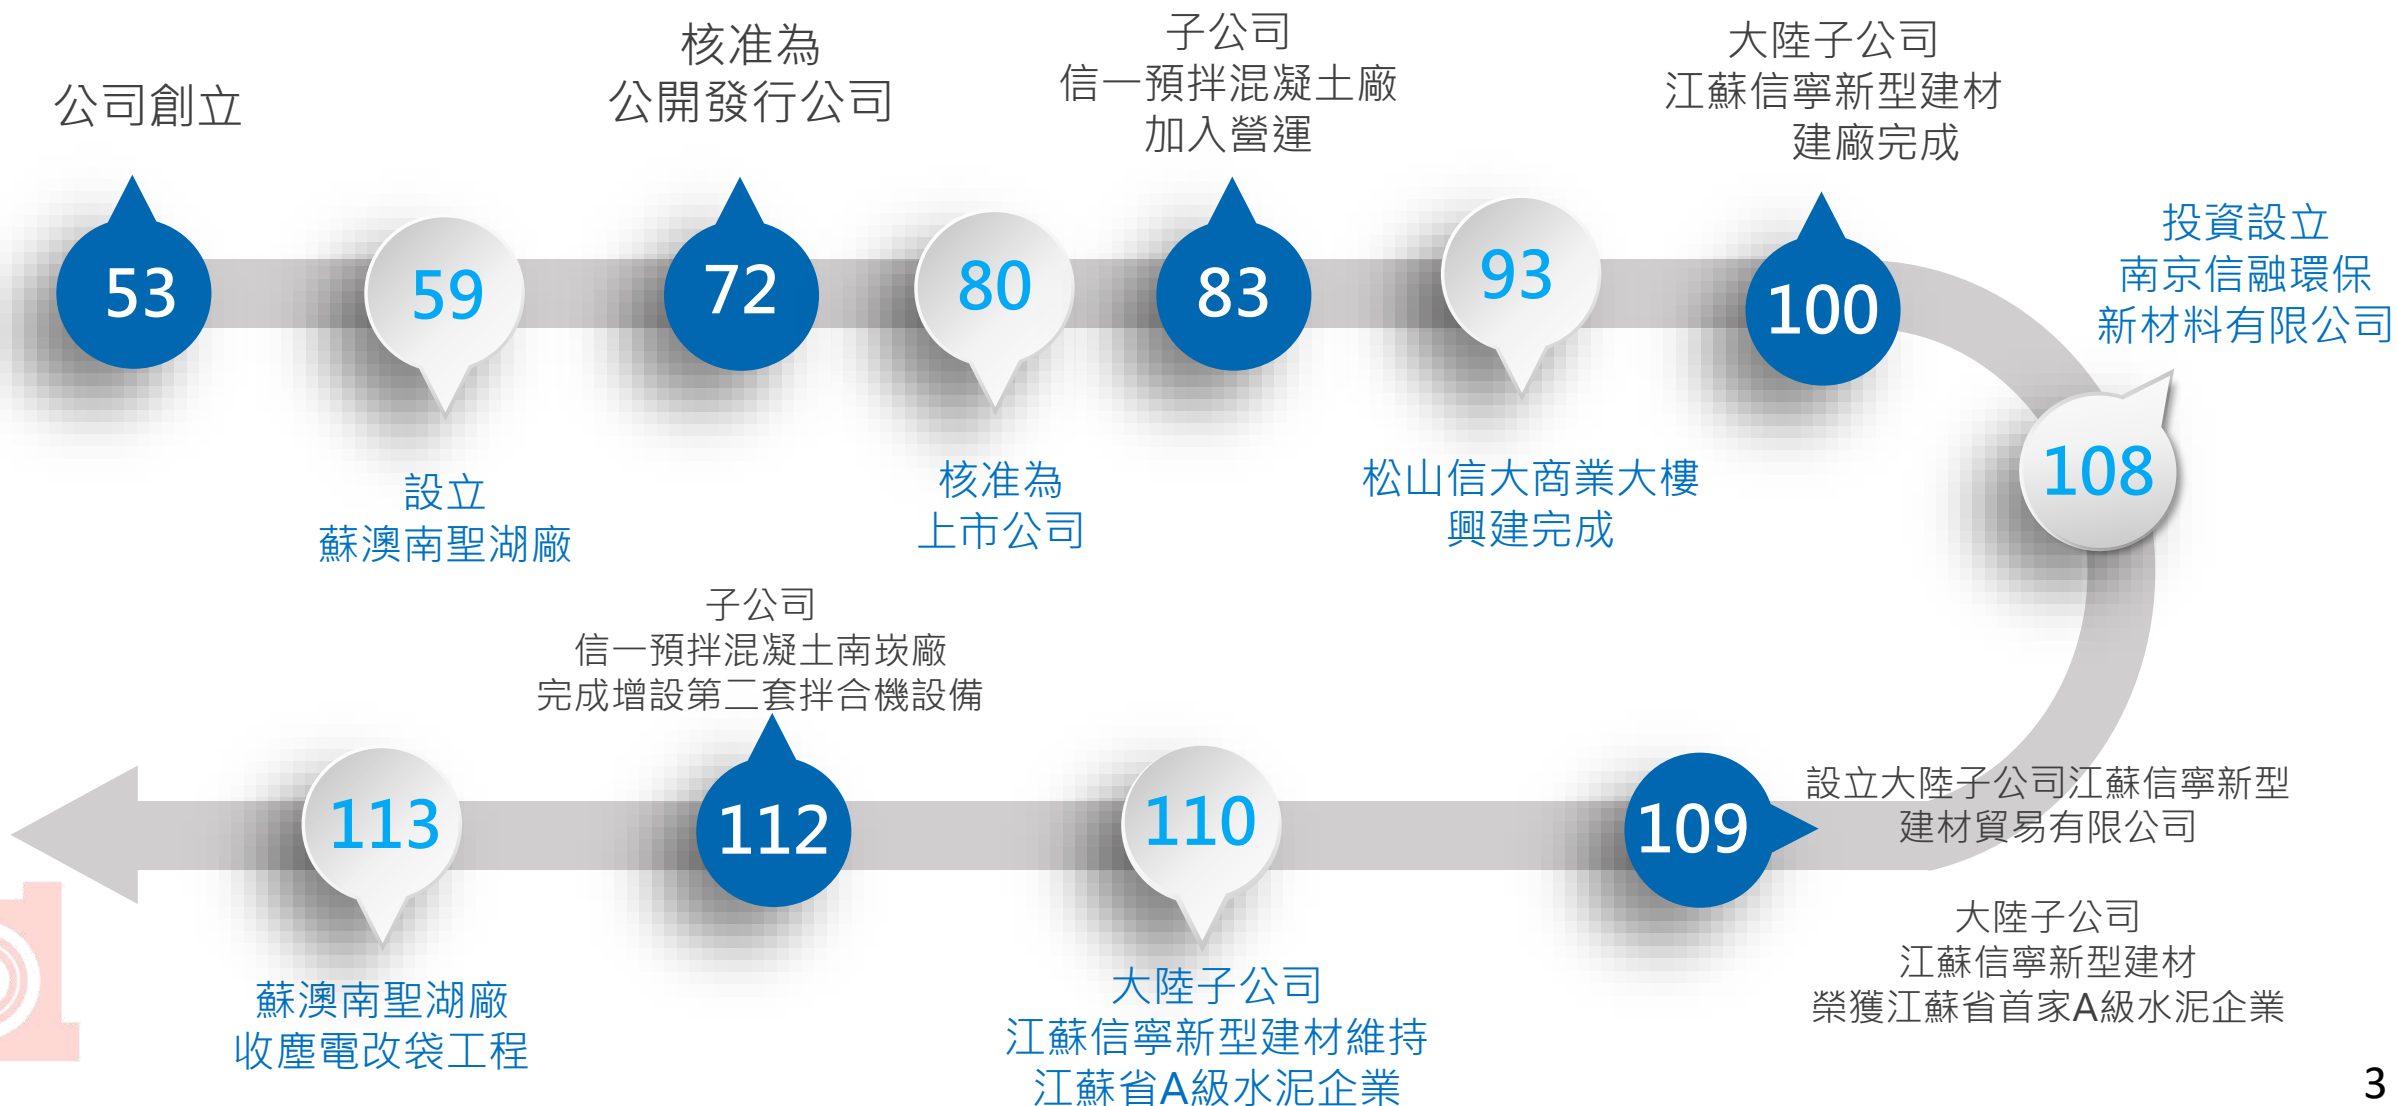 公司創立
53
59
設立
蘇澳南聖湖廠
核准為
公開發行公司
72
80
核准為
上市公司
子公司
信一預拌混凝土廠
加入營運
83
93
松山信大商業大樓
興建完成
大陸子公司
江蘇信寧新型建材
建廠完成
100
投資設立
南京信融環保
新材料有限公司
108
109
設立大陸子公司江蘇信寧新型
建材貿易有限公司
大陸子公司
江蘇信寧新型建材
榮獲江蘇省首家A級水泥企業
110
大陸子公司
江蘇信寧新型建材維持
江蘇省A級水泥企業
子公司
信一預拌混凝土南崁廠
完成增設第二套拌合機設備
112
113
蘇澳南聖湖廠
收塵電改袋工程
3